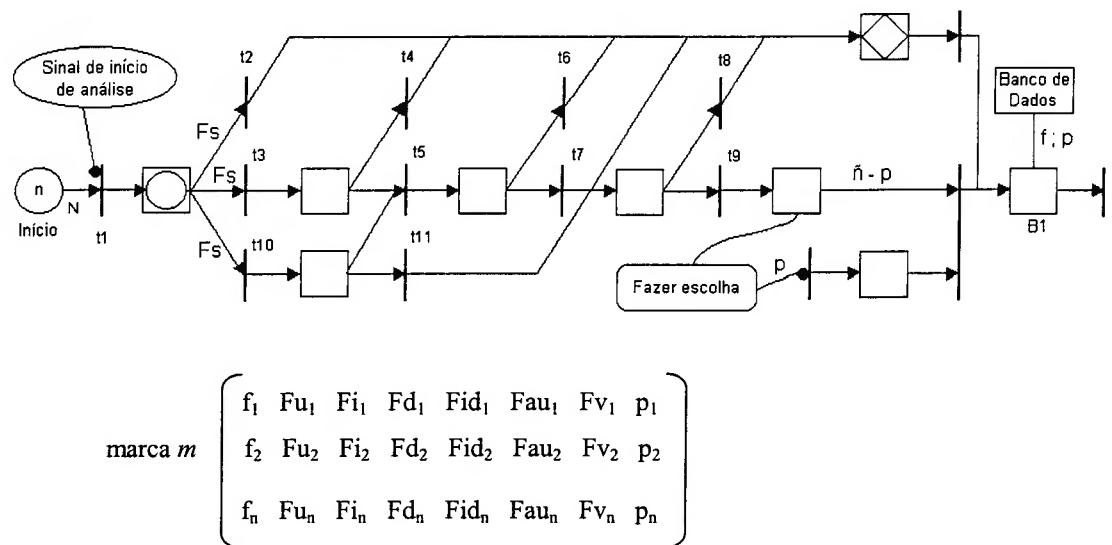 Sinal de início
de análise
t2
t4
t6
t8
Banco de
Dados
Fs
f ; p
n
N
Início
t1
Fs
t3
t5
t7
t9
ñ - p
B1
Fs
t10
t11
Fazer escolha
p
marca m
f1 Fu1 Fi1 Fd1 Fid1 Fau1 Fv1 p1
f2 Fu2 Fi2 Fd2 Fid2 Fau2 Fv2 p2
fn Fun Fin Fdn Fidn Faun Fvn pn